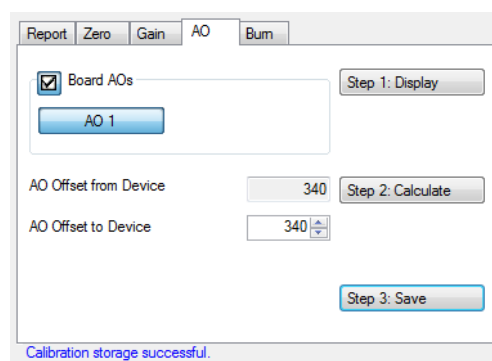 Report Zero Gain AO Burn
Board AOs
Step 1: Display
AO 1
AO Offset from Device 340 Step 2: Calculate
AO Offset to Device 340
Step 3: Save
Calibration storage successful.